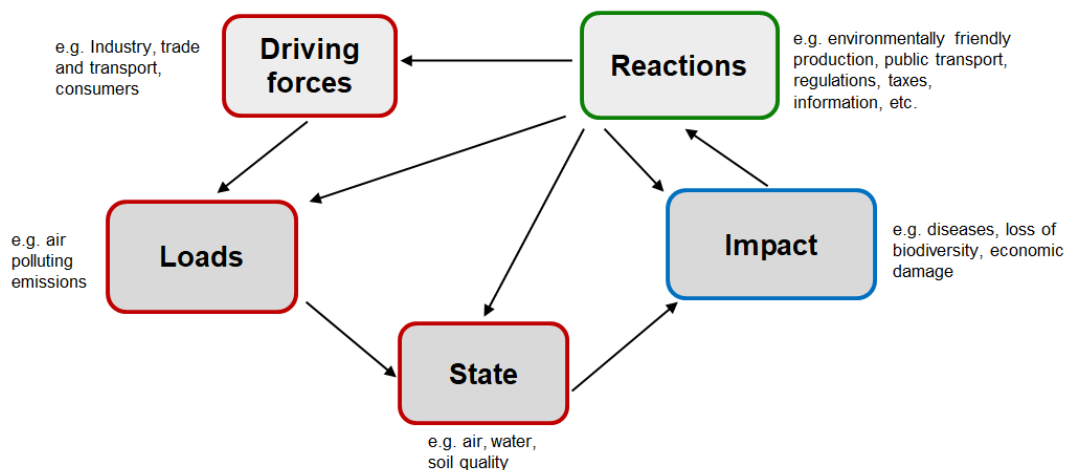 e.g. Industry, trade
and transport,
consumers
Driving
forces
Reactions
e.g. environmentally friendly
production, public transport,
regulations, taxes,
information, etc.
e.g. air
polluting
emissions
Loads
Impact
e.g. diseases, loss of
biodiversity, economic
damage
State
e.g. air, water,
soil quality